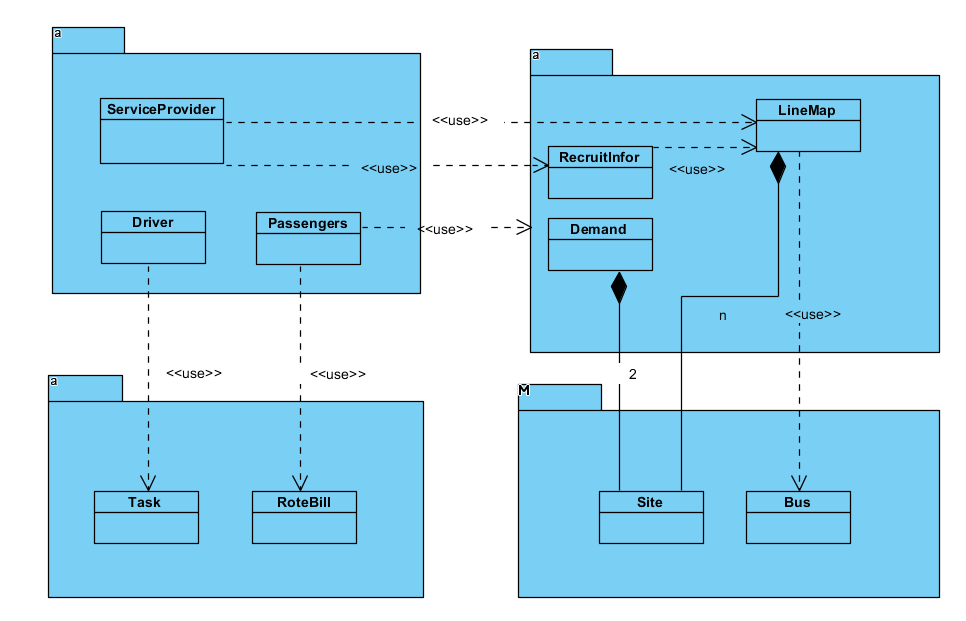 a
ServiceProvider
Driver
Passengers
<<use>>
<<use>>
<<use>>
a
LineMap
RecruitInfor
<<use>>
Demand
n
<<use>>
2
<<use>>
<<use>>
a
Task
RoteBill
M
Site
Bus